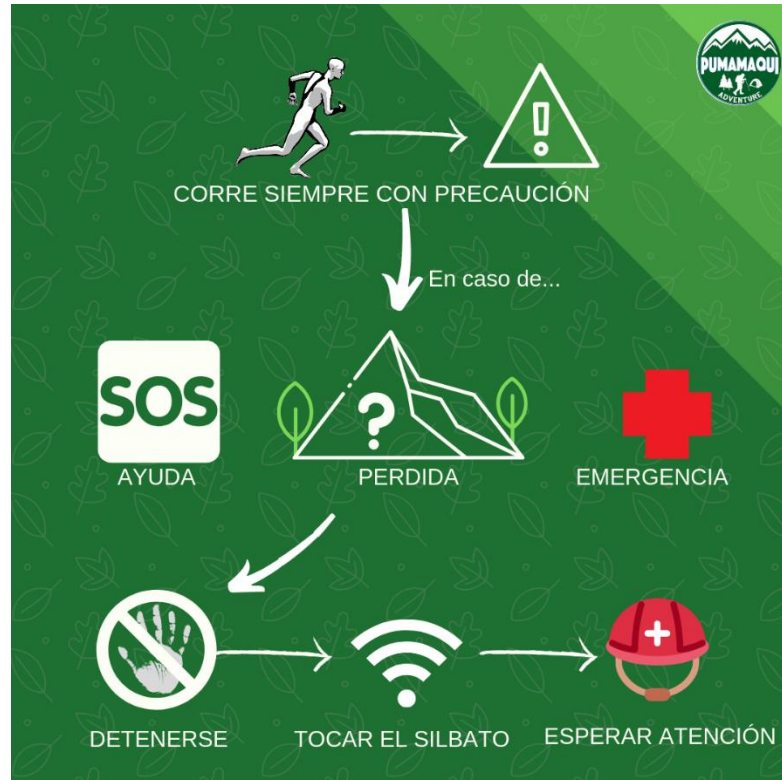 PUMAMAQUI
ADVENTURE
CORRE SIEMPRE CON PRECAUCIÓN
En caso de...
SOS
AYUDA
PERDIDA
EMERGENCIA
DETENERSE
TOCAR EL SILBATO
ESPERAR ATENCIÓN